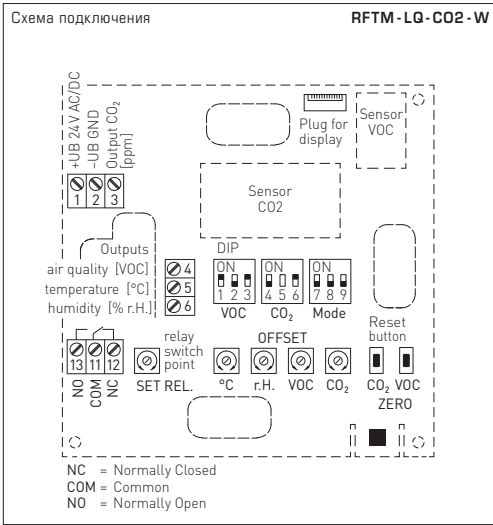 Схема подключения RFTM-LQ-CO2-W
+UB 24 V AC/DC
–UB GND
Output CO₂
[ppm]
1 2 3
Plug for
display
Sensor
VOC
Sensor
CO2
Outputs
air quality [VOC]
temperature [°C]
humidity [% r.H.]
4
5
6
DIP
ON ON ON
1 2 3 4 5 6 7 8 9
VOC CO₂ Mode
13 11 12
NO COM NC
relay
switch
point
SET REL.
OFFSET
°C r.H. VOC CO₂
Reset
button
CO₂ VOC
ZERO
NC = Normally Closed
COM = Common
NO = Normally Open